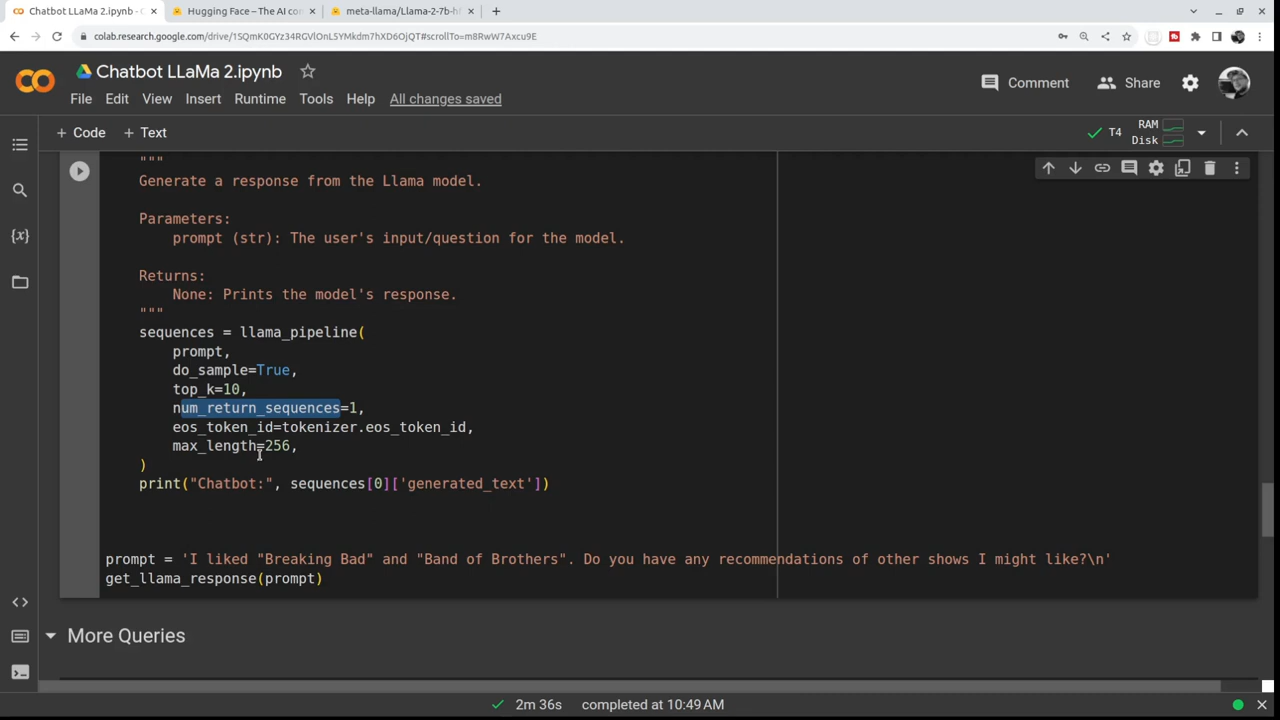 Chatbot LLaMa 2.ipynb - C
Hugging Face – The AI con
meta-llama/Llama-2-7b-h
colab.research.google.com/drive/1SQmK0GYz34RGVlOnL5YMkdm7hXD6OjQT#scrollTo=m8RwW7Axcu9E
Chatbot LLaMa 2.ipynb
File Edit View Insert Runtime Tools Help All changes saved
Comment Share
+ Code + Text
T4 RAM
Disk
"""
Generate a response from the Llama model.
Parameters:
prompt (str): The user's input/question for the model.
Returns:
None: Prints the model's response.
"""
sequences = llama_pipeline(
prompt,
do_sample=True,
top_k=10,
num_return_sequences=1,
eos_token_id=tokenizer.eos_token_id,
max_length=256,
)
print("Chatbot:", sequences[0]['generated_text'])
prompt = 'I liked "Breaking Bad" and "Band of Brothers". Do you have any recommendations of other shows I might like?\n'
get_llama_response(prompt)
More Queries
2m 36s completed at 10:49 AM